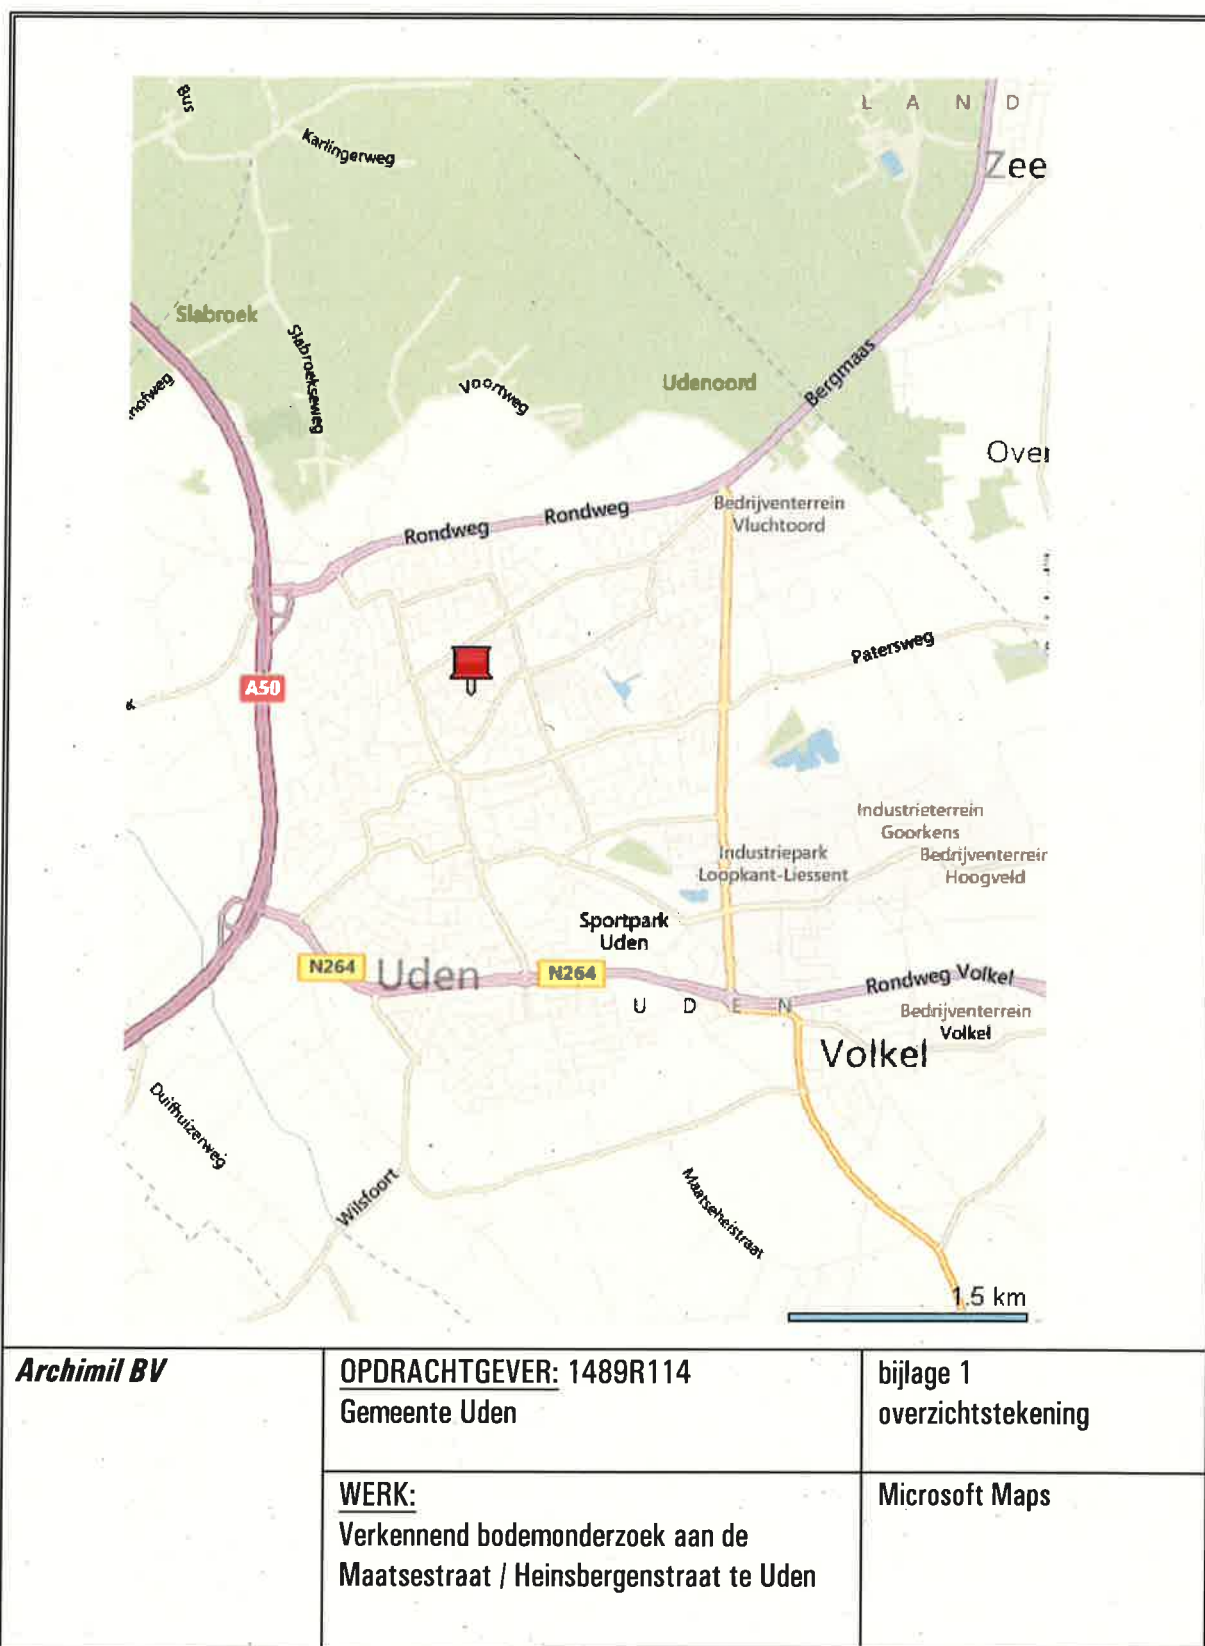 Bus
Karlingerweg
L A N D
Zee
Slabroek
Slabroekseweg
hofweg
Voortweg
Udenoord
Bergmaas
Over
Rondweg
Rondweg
Bedrijventerrein
Vluchtoord
Patersweg
A50
Industrieterrein
Goorkens
Bedrijventerrein
Hoogveld
Industriepark
Loopkant-Liessent
Sportpark
Uden
N264
Uden
N264
Rondweg Volkel
U D E N
Bedrijventerrein
Volkel
Volkel
Duifhuizerweg
Wilsfoort
Maatseheistraat
1.5 km
Archimil BV
OPDRACHTGEVER: 1489R114
Gemeente Uden
bijlage 1
overzichtstekening
WERK:
Verkennend bodemonderzoek aan de
Maatsestraat / Heinsbergenstraat te Uden
Microsoft Maps